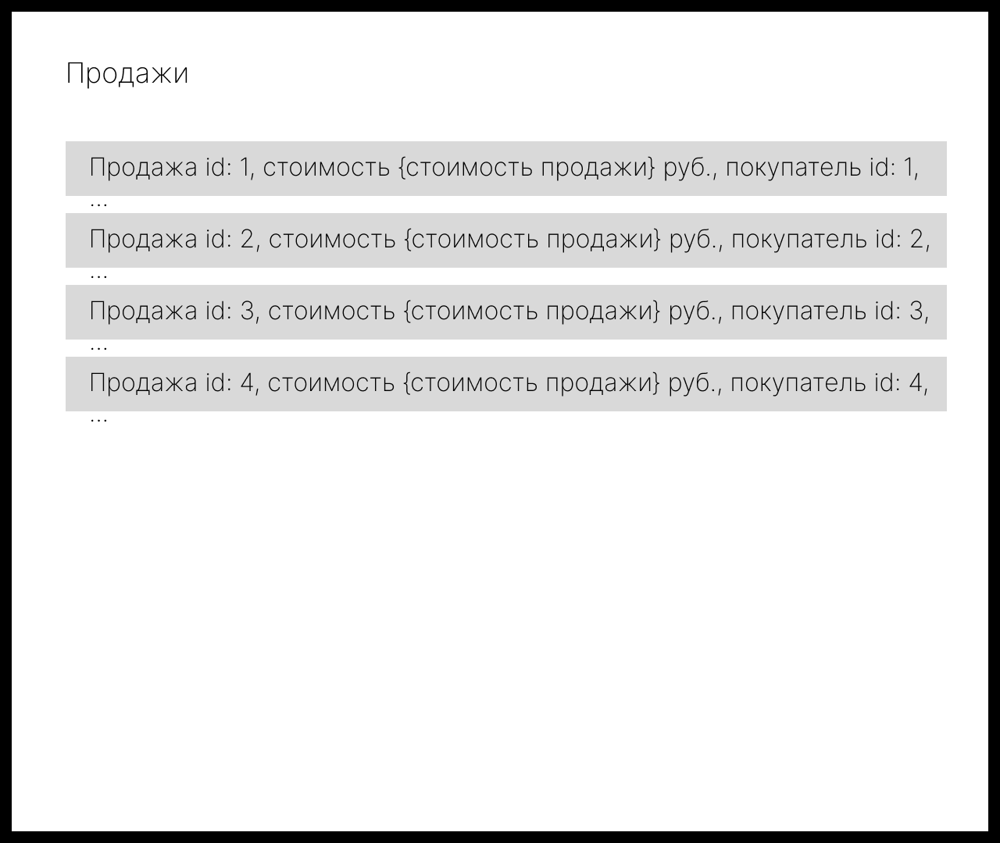 Продажи
Продажа id: 1, стоимость {стоимость продажи} руб., покупатель id: 1,
...
Продажа id: 2, стоимость {стоимость продажи} руб., покупатель id: 2,
...
Продажа id: 3, стоимость {стоимость продажи} руб., покупатель id: 3,
...
Продажа id: 4, стоимость {стоимость продажи} руб., покупатель id: 4,
...